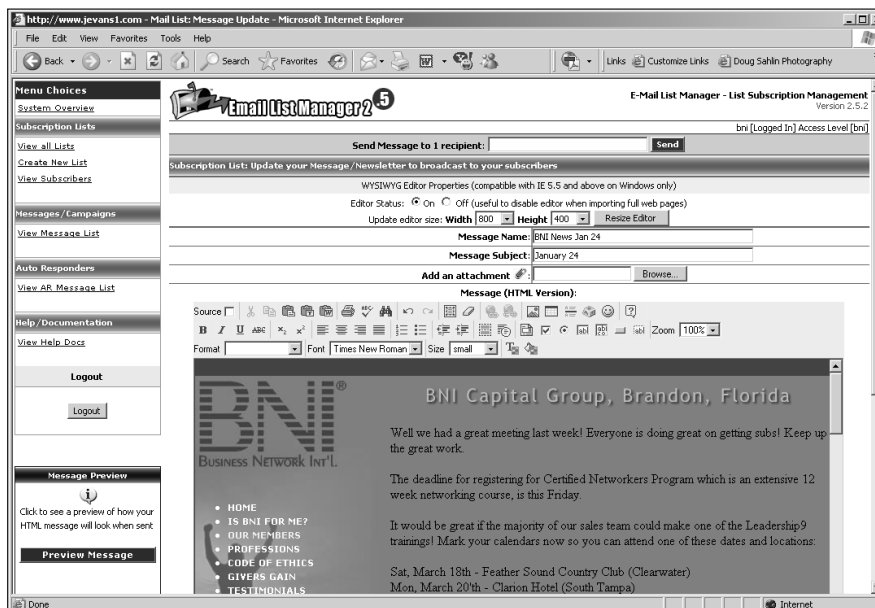 http://www.jevans1.com - Mail List: Message Update - Microsoft Internet Explorer
File Edit View Favorites Tools Help
Back Search Favorites Links Customize Links Doug Sahlin Photography
Menu Choices
System Overview
Subscription Lists
View all Lists
Create New List
View Subscribers
Messages/Campaigns
View Message List
Auto Responders
View AR Message List
Help/Documentation
View Help Docs
Logout
Logout
Message Preview
Click to see a preview of how your
HTML message will look when sent
Preview Message
Email List Manager 2 5
E-Mail List Manager - List Subscription Management
Version 2.5.2
bni [Logged In] Access Level [bni]
Send Message to 1 recipient: Send
Subscription List: Update your Message/Newsletter to broadcast to your subscribers
WYSIWYG Editor Properties (compatible with IE 5.5 and above on Windows only)
Editor Status: On Off (useful to disable editor when importing full web pages)
Update editor size: Width 800 Height 400 Resize Editor
Message Name: BNI News Jan 24
Message Subject: January 24
Add an attachment : Browse...
Message (HTML Version):
Source
B I U ABC x₂ x² Zoom 100%
Format Font Times New Roman Size small
BNI®
BUSINESS NETWORK INT'L.
HOME
IS BNI FOR ME?
OUR MEMBERS
PROFESSIONS
CODE OF ETHICS
GIVERS GAIN
TESTIMONIALS
BNI Capital Group, Brandon, Florida
Well we had a great meeting last week! Everyone is doing great on getting subs! Keep up
the great work.
The deadline for registering for Certified Networkers Program which is an extensive 12
week networking course, is this Friday.
It would be great if the majority of our sales team could make one of the Leadership9
trainings! Mark your calendars now so you can attend one of these dates and locations:
Sat, March 18th - Feather Sound Country Club (Clearwater)
Mon, March 20'th - Clarion Hotel (South Tampa)
Done Internet